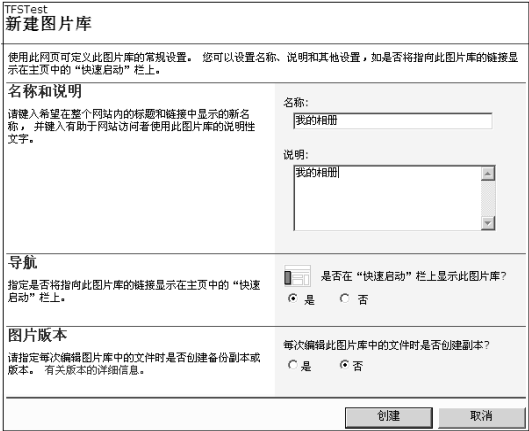 TFSTest
新建图片库
使用此网页可定义此图片库的常规设置。 您可以设置名称、说明和其他设置，如是否将指向此图片库的链接显
示在主页中的“快速启动”栏上。
名称和说明
请键入希望在整个网站内的标题和链接中显示的新名
称， 并键入有助于网站访问者使用此图片库的说明性
文字。
名称:
我的相册
说明:
我的相册
导航
指定是否将指向此图片库的链接显示在主页中的“快速
启动”栏上。
是否在“快速启动”栏上显示此图片库?
是 否
图片版本
请指定每次编辑图片库中的文件时是否创建备份副本或
版本。 有关版本的详细信息。
每次编辑此图片库中的文件时是否创建副本?
是 否
创建 取消